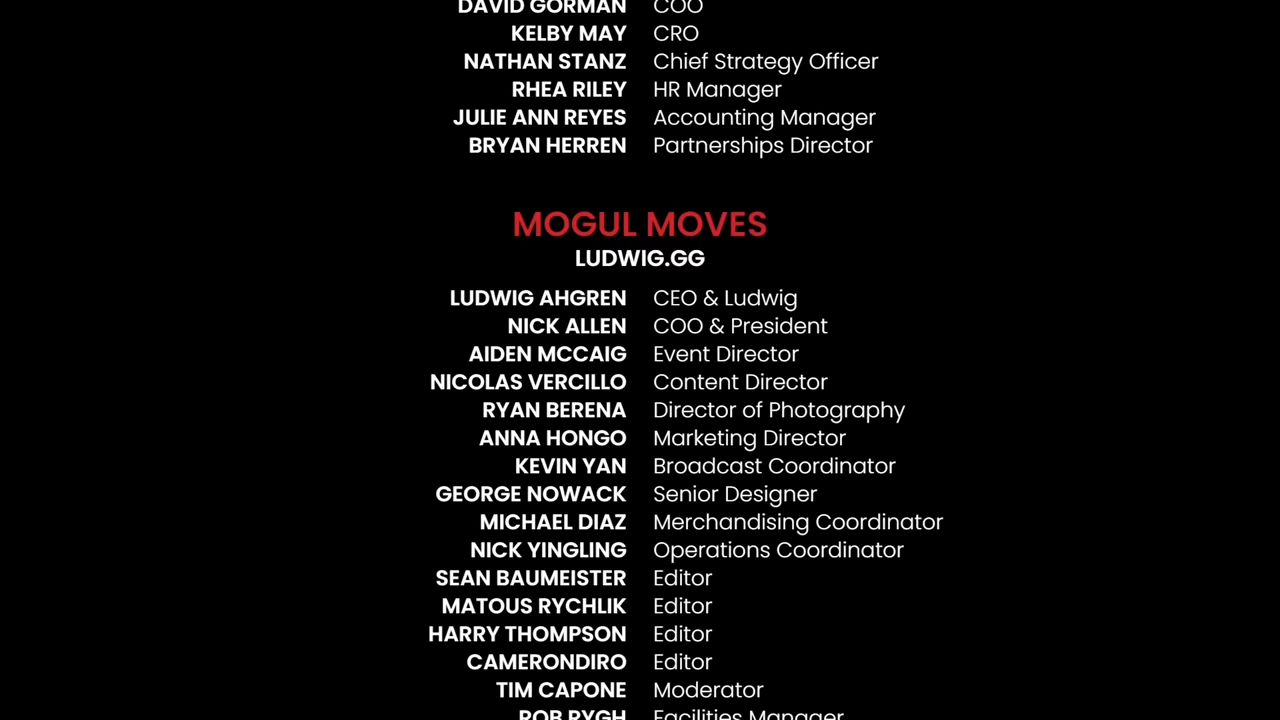 DAVID GORMAN COO
KELBY MAY CRO
NATHAN STANZ Chief Strategy Officer
RHEA RILEY HR Manager
JULIE ANN REYES Accounting Manager
BRYAN HERREN Partnerships Director
MOGUL MOVES
LUDWIG.GG
LUDWIG AHGREN CEO & Ludwig
NICK ALLEN COO & President
AIDEN MCCAIG Event Director
NICOLAS VERCILLO Content Director
RYAN BERENA Director of Photography
ANNA HONGO Marketing Director
KEVIN YAN Broadcast Coordinator
GEORGE NOWACK Senior Designer
MICHAEL DIAZ Merchandising Coordinator
NICK YINGLING Operations Coordinator
SEAN BAUMEISTER Editor
MATOUS RYCHLIK Editor
HARRY THOMPSON Editor
CAMERONDIRO Editor
TIM CAPONE Moderator
ROB RYGH Facilities Manager